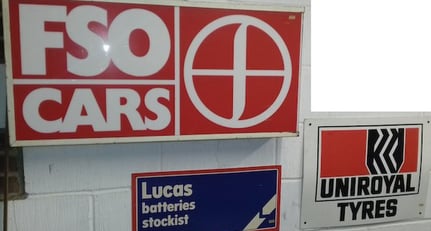 FSO
CARS
Lucas
batteries
stockist
UNIROYAL
TYRES